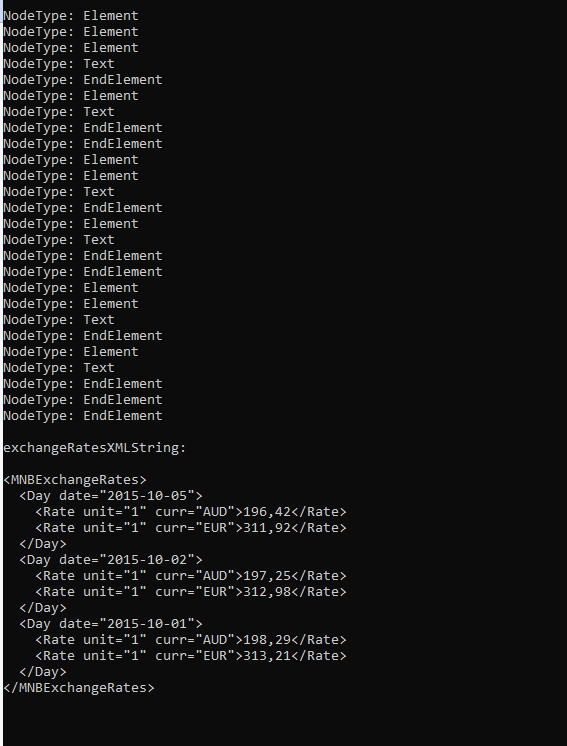 NodeType: Element
NodeType: Element
NodeType: Element
NodeType: Text
NodeType: EndElement
NodeType: Element
NodeType: Text
NodeType: EndElement
NodeType: EndElement
NodeType: Element
NodeType: Element
NodeType: Text
NodeType: EndElement
NodeType: Element
NodeType: Text
NodeType: EndElement
NodeType: EndElement
NodeType: Element
NodeType: Element
NodeType: Text
NodeType: EndElement
NodeType: Element
NodeType: Text
NodeType: EndElement
NodeType: EndElement
NodeType: EndElement

exchangeRatesXMLString:

<MNBExchangeRates>
  <Day date="2015-10-05">
    <Rate unit="1" curr="AUD">196,42</Rate>
    <Rate unit="1" curr="EUR">311,92</Rate>
  </Day>
  <Day date="2015-10-02">
    <Rate unit="1" curr="AUD">197,25</Rate>
    <Rate unit="1" curr="EUR">312,98</Rate>
  </Day>
  <Day date="2015-10-01">
    <Rate unit="1" curr="AUD">198,29</Rate>
    <Rate unit="1" curr="EUR">313,21</Rate>
  </Day>
</MNBExchangeRates>